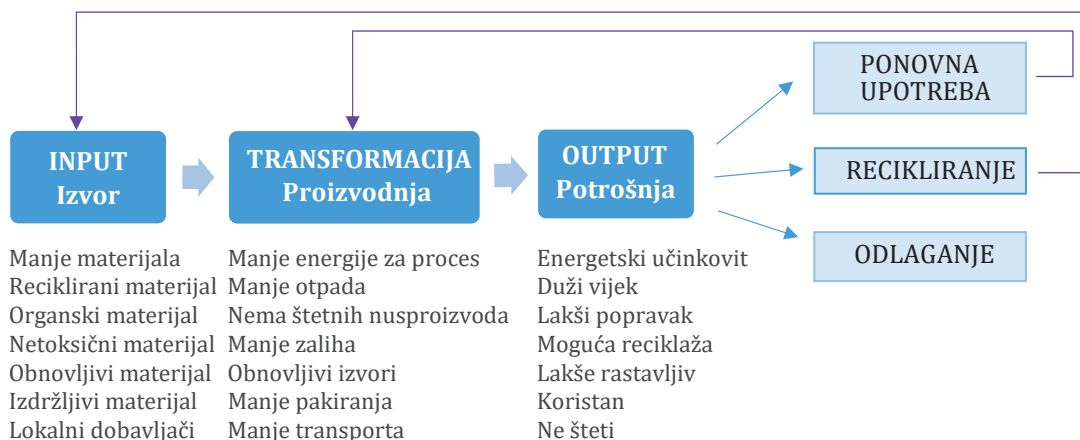 PONOVNA
UPOTREBA
INPUT
Izvor
TRANSFORMACIJA
Proizvodnja
OUTPUT
Potrošnja
RECIKLIRANJE
ODLAGANJE
Manje materijala
Reciklirani materijal
Organski materijal
Netoksični materijal
Obnovljivi materijal
Izdržljivi materijal
Lokalni dobavljači
Manje energije za proces
Manje otpada
Nema štetnih nusproizvoda
Manje zaliha
Obnovljivi izvori
Manje pakiranja
Manje transporta
Energetski učinkovit
Duži vijek
Lakši popravak
Moguća reciklaža
Lakše rastavljiv
Koristan
Ne šteti